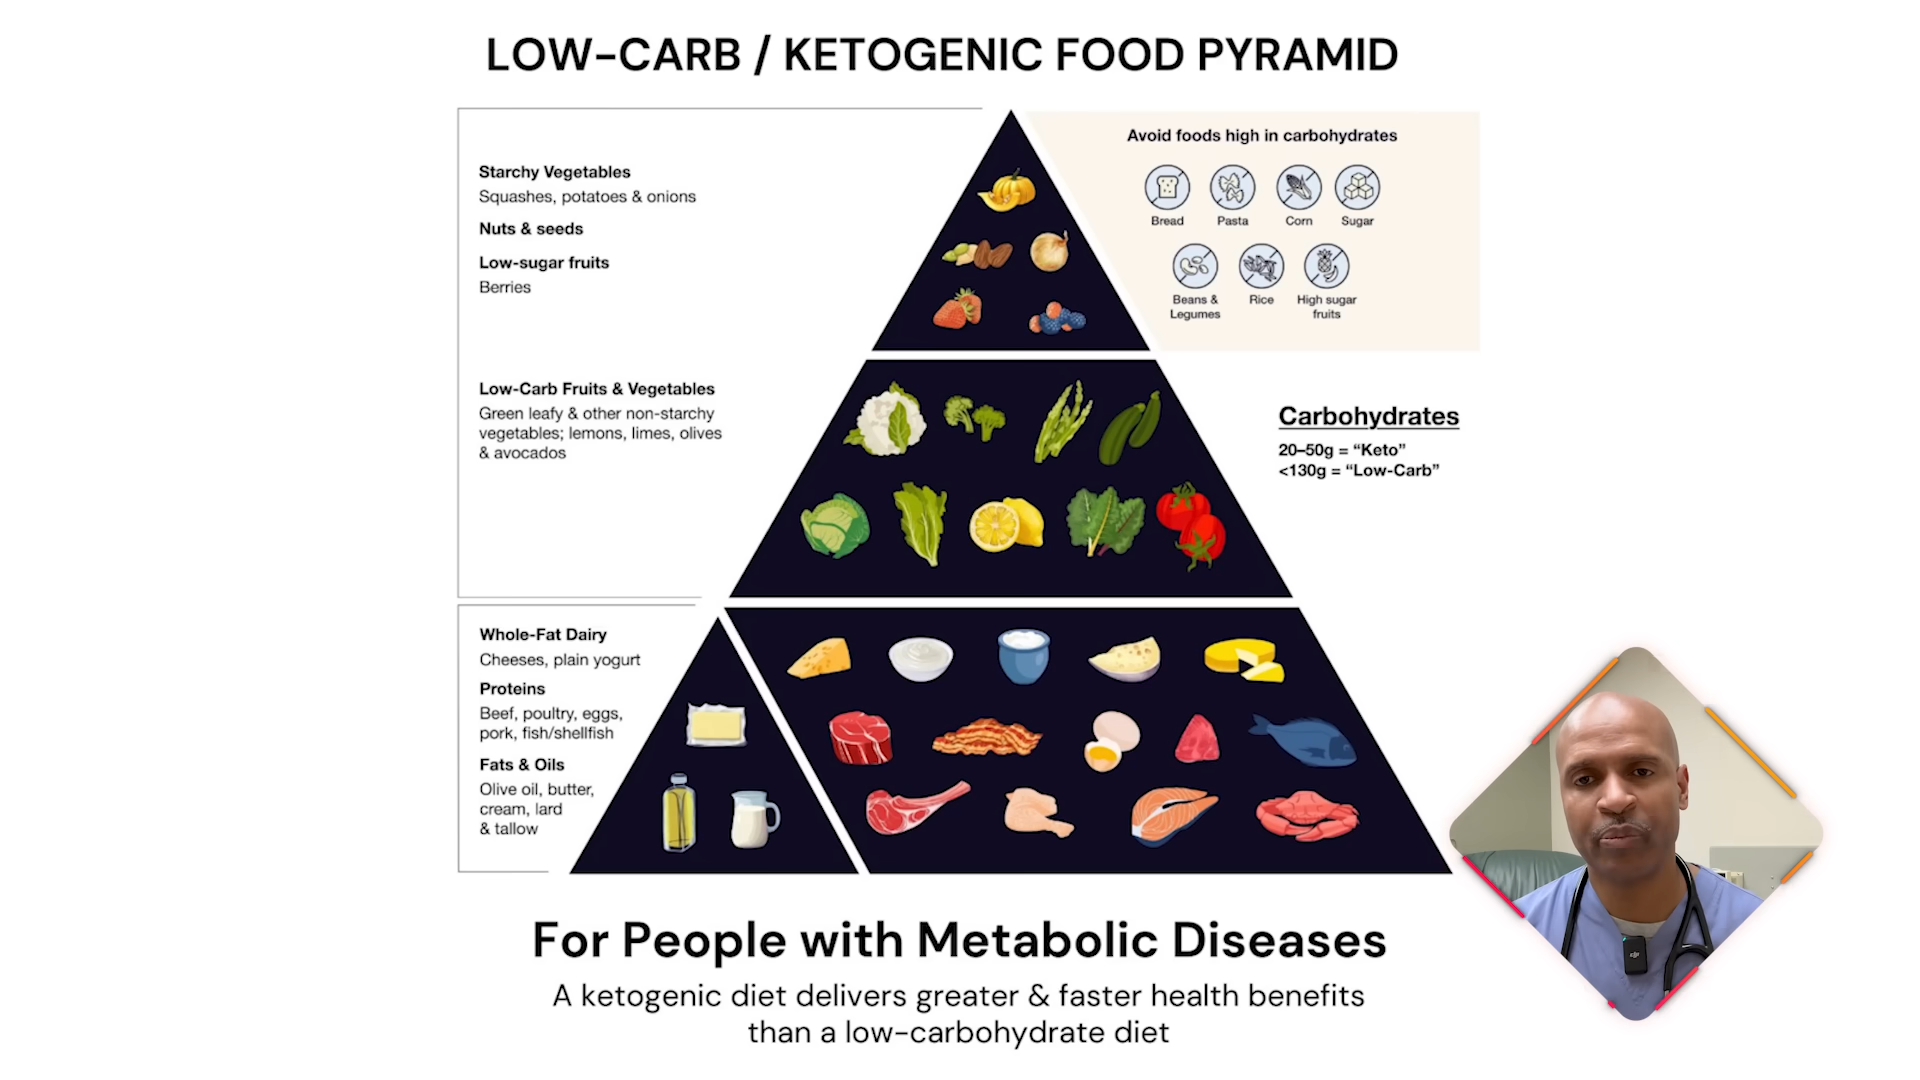 LOW-CARB / KETOGENIC FOOD PYRAMID
Starchy Vegetables
Squashes, potatoes & onions
Nuts & seeds
Low-sugar fruits
Berries
Avoid foods high in carbohydrates
Bread
Pasta
Corn
Sugar
Beans &
Legumes
Rice
High sugar
fruits
Low-Carb Fruits & Vegetables
Green leafy & other non-starchy
vegetables; lemons, limes, olives
& avocados
Carbohydrates
20–50g = “Keto”
<130g = “Low-Carb”
Whole-Fat Dairy
Cheeses, plain yogurt
Proteins
Beef, poultry, eggs,
pork, fish/shellfish
Fats & Oils
Olive oil, butter,
cream, lard
& tallow
dji
For People with Metabolic Diseases
A ketogenic diet delivers greater & faster health benefits
than a low-carbohydrate diet